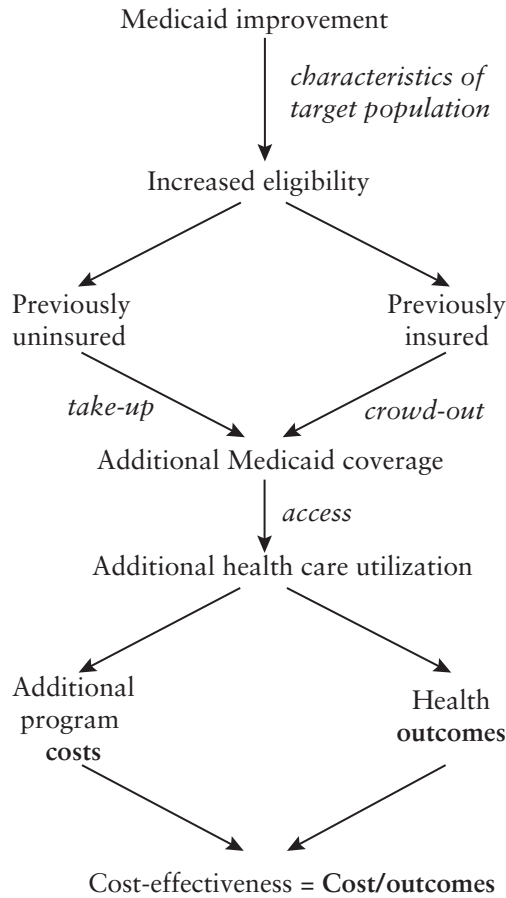 Medicaid improvement
characteristics of
target population
Increased eligibility
Previously
uninsured
Previously
insured
take-up
crowd-out
Additional Medicaid coverage
access
Additional health care utilization
Additional
program
costs
Health
outcomes
Cost-effectiveness = Cost/outcomes